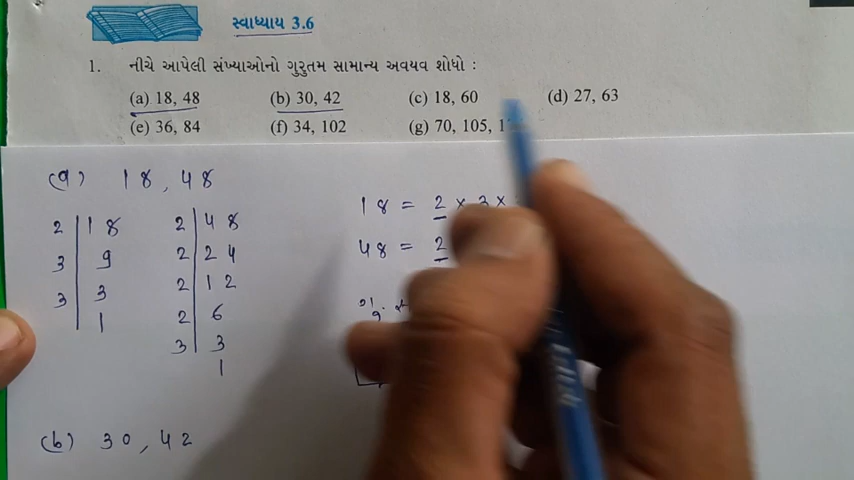 સ્વાધ્યાય 3.6
1. નીચે આપેલી સંખ્યાઓનો ગુરુતમ સામાન્ય અવયવ શોધો :
(a) 18, 48 (b) 30, 42 (c) 18, 60 (d) 27, 63
(e) 36, 84 (f) 34, 102 (g) 70, 105,
(a) 18, 48
2 18 2 48 18 = 2 × 3 ×
3 9 2 24 48 = 2
3 3 2 12
1 2 6
3 3
1
(b) 30, 42